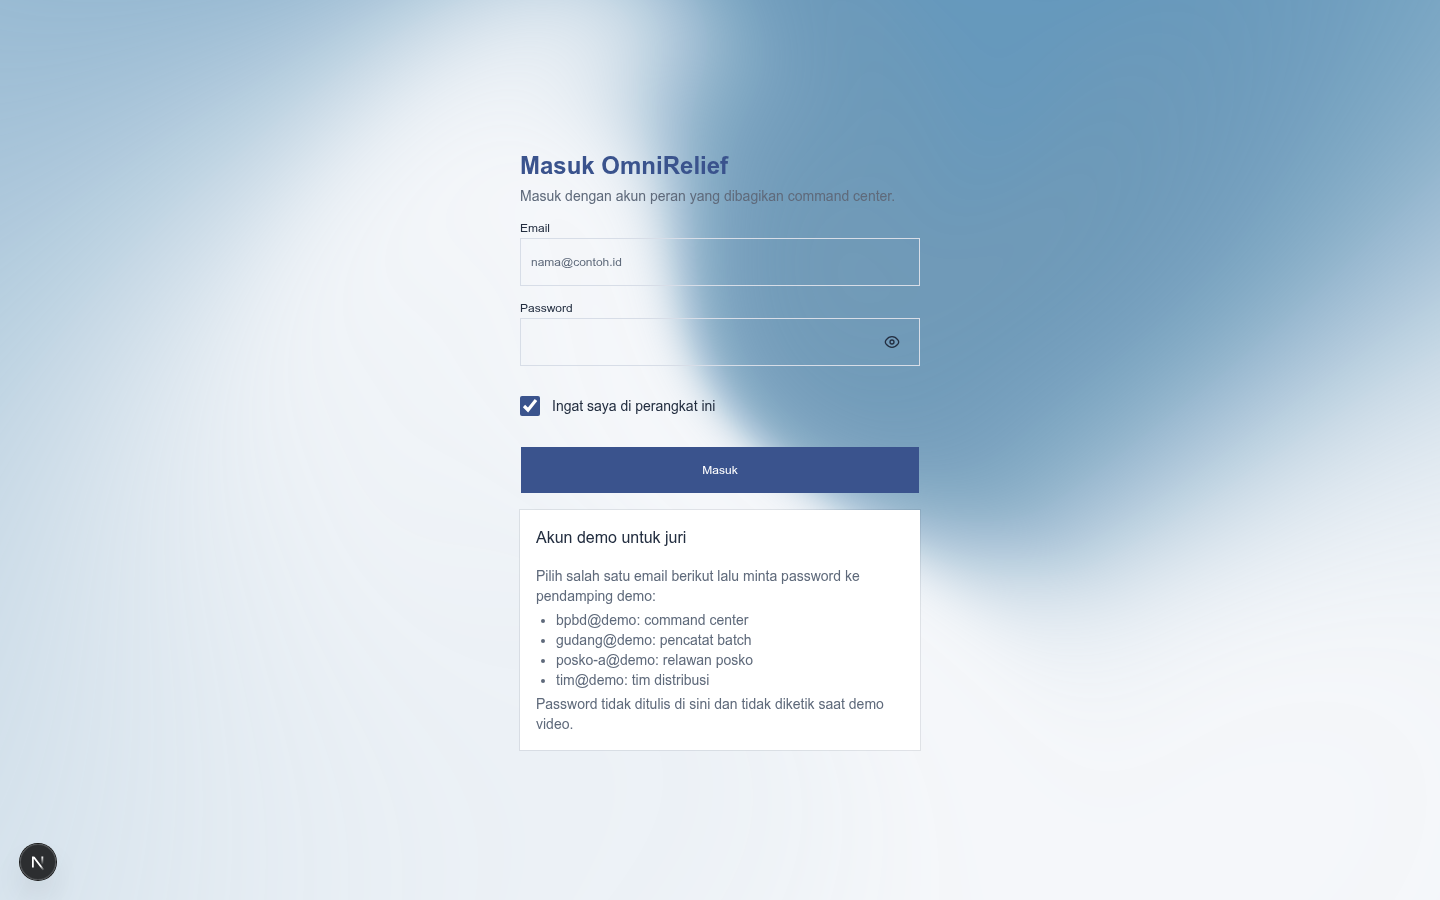 Masuk OmniRelief
Masuk dengan akun peran yang dibagikan command center.
Email
nama@contoh.id
Password
Ingat saya di perangkat ini
Masuk
Akun demo untuk juri
Pilih salah satu email berikut lalu minta password ke
pendamping demo:
• bpbd@demo: command center
• gudang@demo: pencatat batch
• posko-a@demo: relawan posko
• tim@demo: tim distribusi
Password tidak ditulis di sini dan tidak diketik saat demo
video.
N